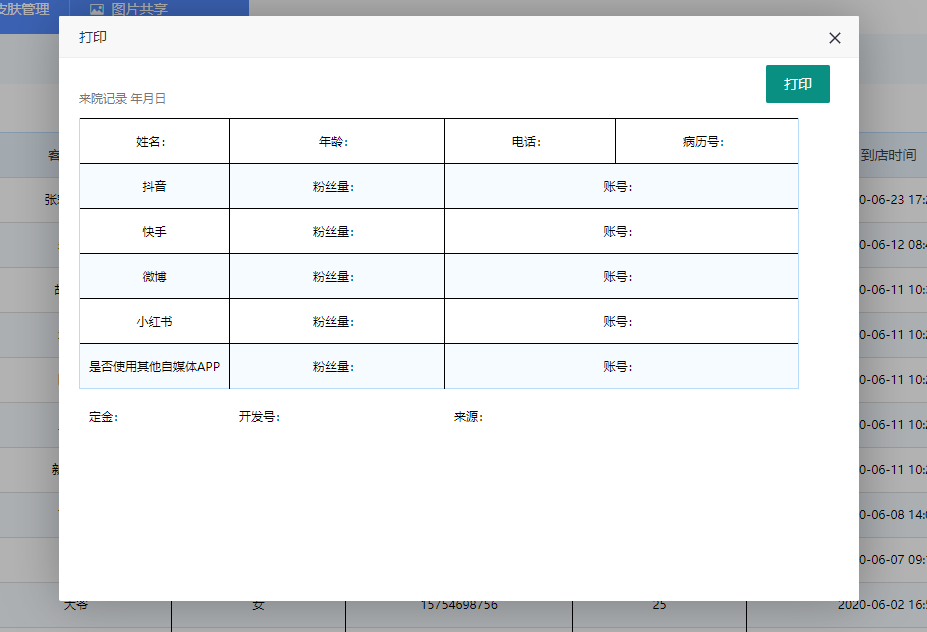 皮肤管理 图片共享
打印
打印
来院记录 年月日
姓名: 年龄: 电话: 病历号:
到店时间
抖音 粉丝量: 账号:
快手 粉丝量: 账号:
微博 粉丝量: 账号:
小红书 粉丝量: 账号:
是否使用其他自媒体APP 粉丝量: 账号:
定金: 开发号: 来源:
0-06-23 17:
0-06-12 08:
0-06-11 10:
0-06-11 10:
0-06-11 10:
0-06-11 10:
0-06-11 10:
0-06-08 14:
0-06-07 09:
大爷 女 15754698756 25 2020-06-02 16: